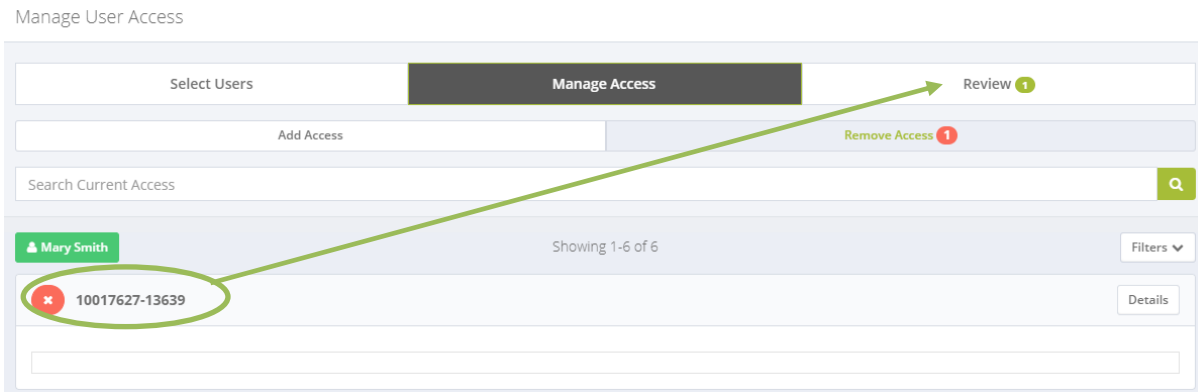 Manage User Access
Select Users Manage Access Review 1
Add Access Remove Access 1
Search Current Access
Mary Smith Showing 1-6 of 6 Filters
10017627-13639 Details